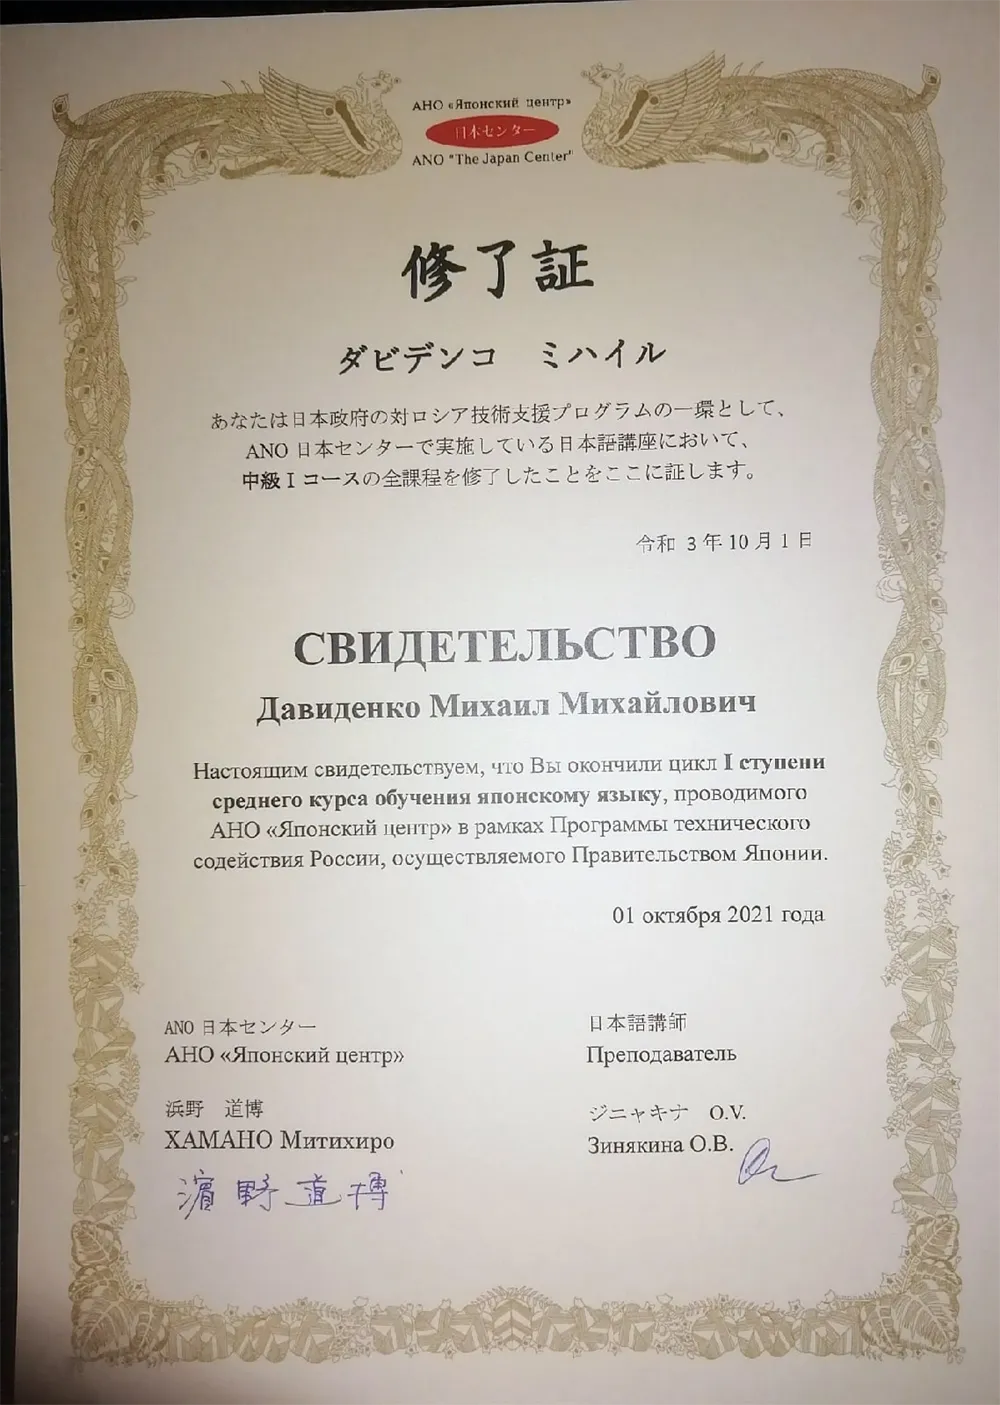 АНО «Японский центр»
日本センター
ANO "The Japan Center"
修了証
ダビデンコ　ミハイル
あなたは日本政府の対ロシア技術支援プログラムの一環として、
ANO 日本センターで実施している日本語講座において、
中級 I コースの全課程を修了したことをここに証します。
令和 3 年 10 月 1 日
СВИДЕТЕЛЬСТВО
Давиденко Михаил Михайлович
Настоящим свидетельствуем, что Вы окончили цикл I ступени
среднего курса обучения японскому языку, проводимого
АНО «Японский центр» в рамках Программы технического
содействия России, осуществляемого Правительством Японии.
01 октября 2021 года
ANO 日本センター
АНО «Японский центр»
浜野　道博
ХАМАНО Митихиро
濱野道博
日本語講師
Преподаватель
ジニャキナ　O.V.
Зинякина О.В.